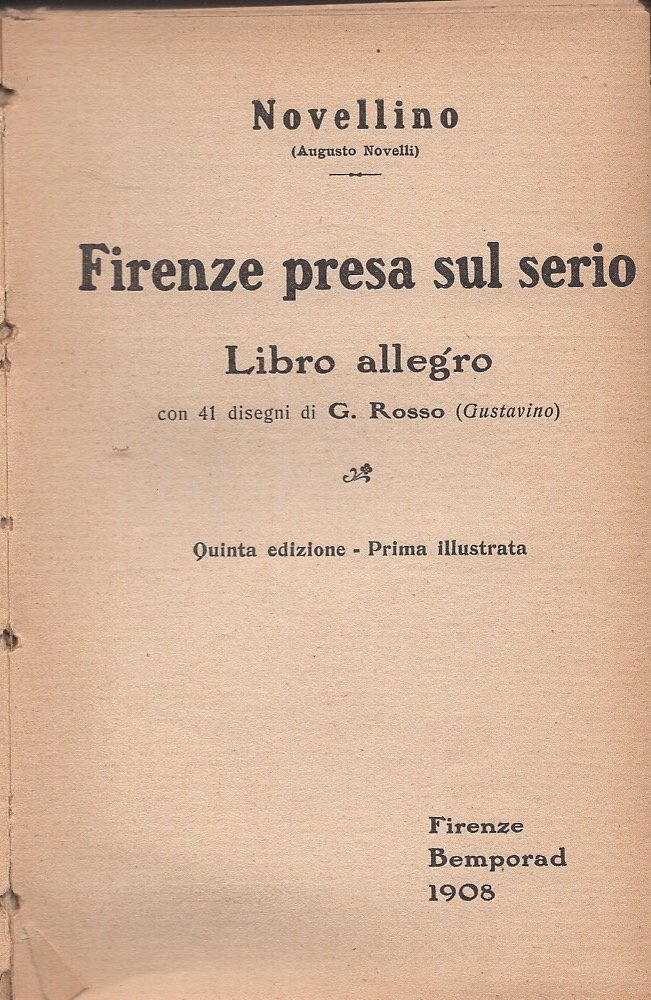 Novellino
(Augusto Novelli)
Firenze presa sul serio
Libro allegro
con 41 disegni di G. Rosso (Gustavino)
Quinta edizione - Prima illustrata
Firenze
Bemporad
1908